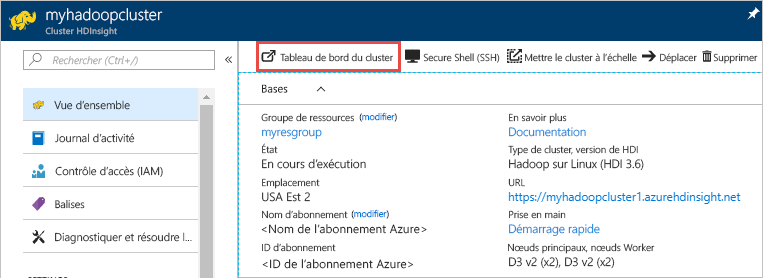 myhadoopcluster
Cluster HDInsight
Rechercher (Ctrl+/)
Vue d'ensemble
Journal d'activité
Contrôle d'accès (IAM)
Balises
Diagnostiquer et résoudre l...
Tableau de bord du cluster
Secure Shell (SSH)
Mettre le cluster à l'échelle
Déplacer
Supprimer
Bases
Groupe de ressources (modifier)
myresgroup
État
En cours d'exécution
Emplacement
USA Est 2
Nom d'abonnement (modifier)
<Nom de l'abonnement Azure>
ID d'abonnement
<ID de l'abonnement Azure>
En savoir plus
Documentation
Type de cluster, version de HDI
Hadoop sur Linux (HDI 3.6)
URL
https://myhadoopcluster1.azurehdinsight.net
Prise en main
Démarrage rapide
Nœuds principaux, nœuds Worker
D3 v2 (x2), D3 v2 (x2)